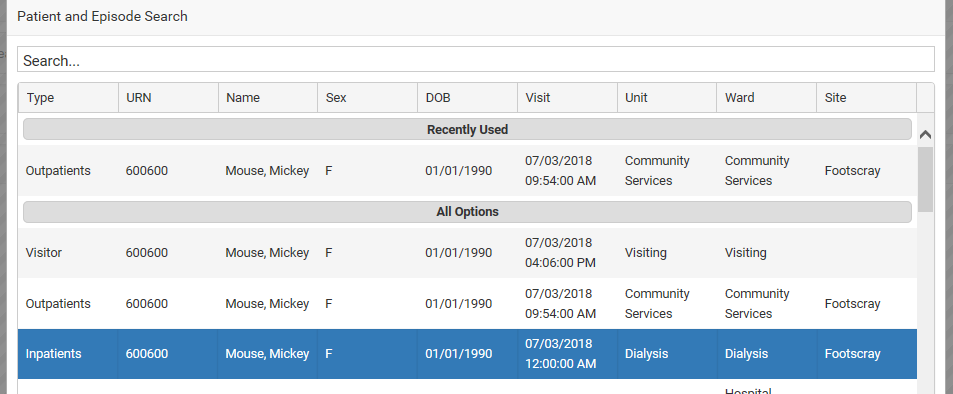 Patient and Episode Search
Search...
Type URN Name Sex DOB Visit Unit Ward Site
Recently Used
Outpatients 600600 Mouse, Mickey F 01/01/1990 07/03/2018 09:54:00 AM Community Services Community Services Footscray
All Options
Visitor 600600 Mouse, Mickey F 01/01/1990 07/03/2018 04:06:00 PM Visiting Visiting
Outpatients 600600 Mouse, Mickey F 01/01/1990 07/03/2018 09:54:00 AM Community Services Community Services Footscray
Inpatients 600600 Mouse, Mickey F 01/01/1990 07/03/2018 12:00:00 AM Dialysis Dialysis Footscray
Hospital